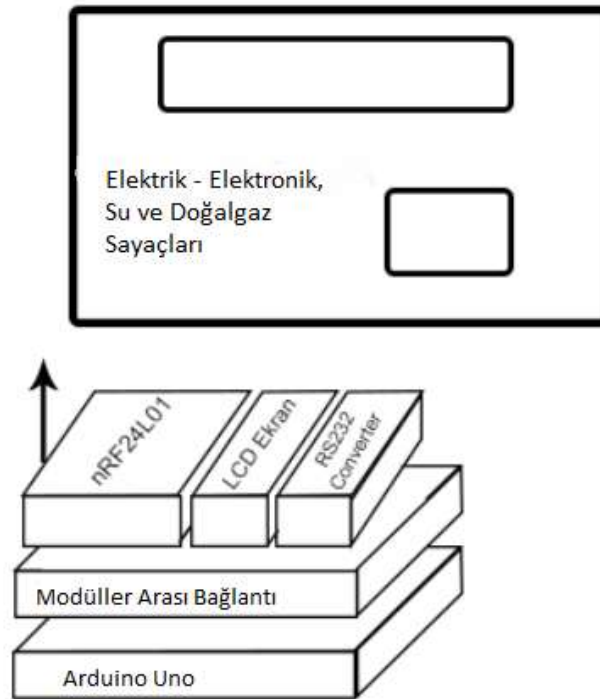 Elektrik - Elektronik,
Su ve Doğalgaz
Sayaçları
nRF24L01
LCD Ekran
RS232
Converter
Modüller Arası Bağlantı
Arduino Uno